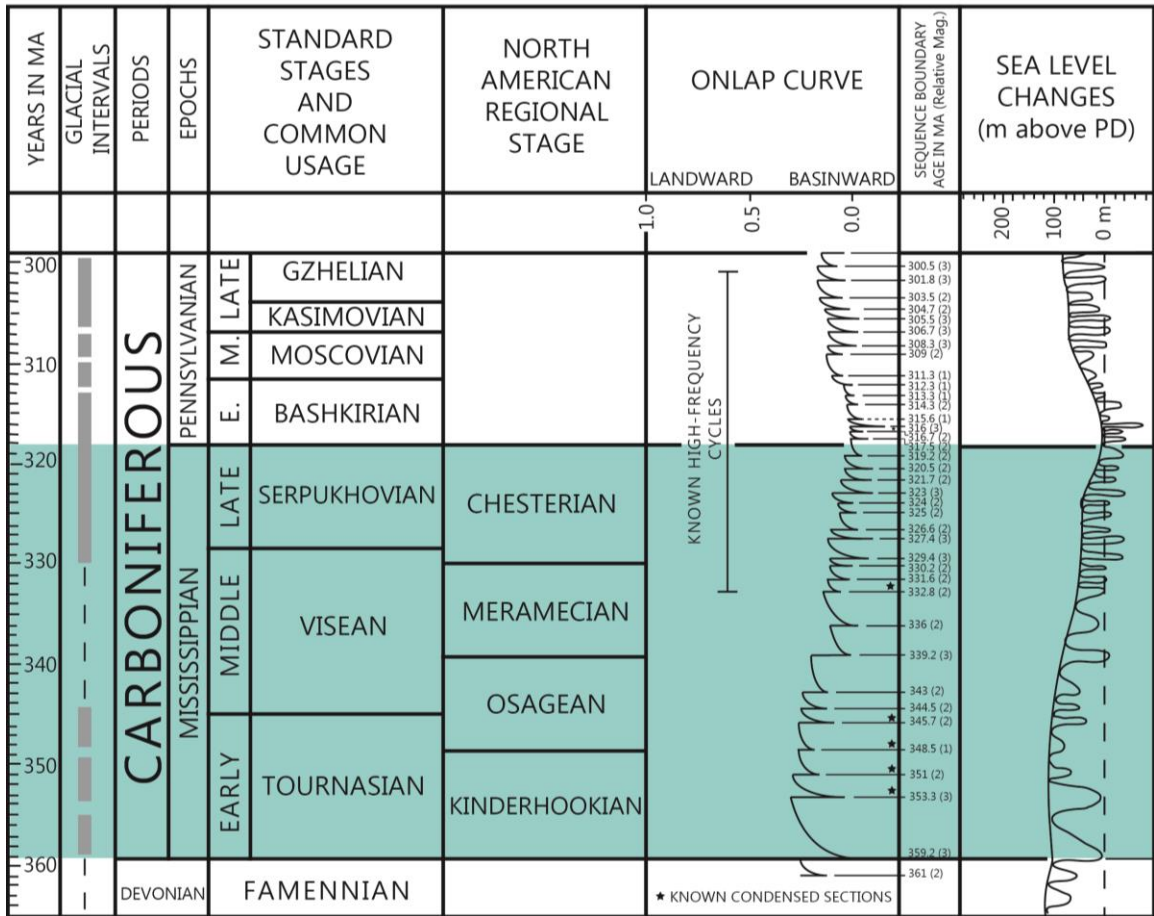 YEARS IN MA
GLACIAL
INTERVALS
PERIODS
EPOCHS
STANDARD
STAGES
AND
COMMON
USAGE
NORTH
AMERICAN
REGIONAL
STAGE
ONLAP CURVE
LANDWARD
BASINWARD
SEQUENCE BOUNDARY
AGE IN MA (Relative Mag.)
SEA LEVEL
CHANGES
(m above PD)
1.0
0.5
0.0
200
100
0 m
300
310
320
330
340
350
360
CARBONIFEROUS
DEVONIAN
PENNSYLVANIAN
MISSISSIPPIAN
LATE
M.
E.
LATE
MIDDLE
EARLY
GZHELIAN
KASIMOVIAN
MOSCOVIAN
BASHKIRIAN
SERPUKHOVIAN
VISEAN
TOURNASIAN
FAMENNIAN
CHESTERIAN
MERAMECIAN
OSAGEAN
KINDERHOOKIAN
KNOWN HIGH-FREQUENCY
CYCLES
300.5 (3)
301.8 (3)
303.5 (2)
304.7 (2)
305.5 (3)
306.7 (3)
308.3 (3)
309 (2)
311.3 (1)
312.3 (1)
313.3 (1)
314.3 (2)
315.6 (1)
316 (3)
316.7 (2)
317.5 (2)
319.2 (2)
320.5 (2)
321.7 (2)
323 (3)
324 (2)
325 (2)
326.6 (2)
327.4 (3)
329.4 (3)
330.2 (2)
331.6 (2)
332.8 (2)
336 (2)
339.2 (3)
343 (2)
344.5 (2)
345.7 (2)
348.5 (1)
351 (2)
353.3 (3)
359.2 (3)
361 (2)
★ KNOWN CONDENSED SECTIONS